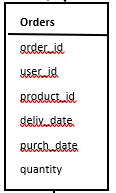 Orders
order_id
user_id
product_id
deliv_date
purch_date
quantity